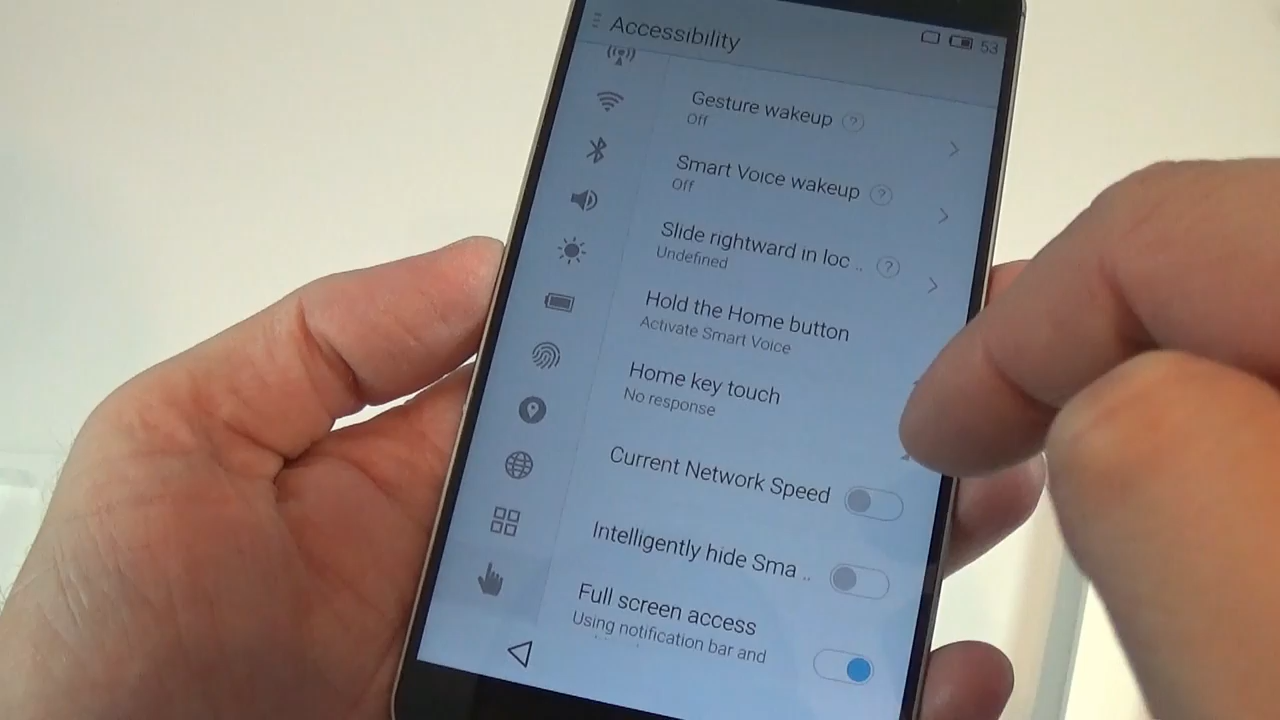 Accessibility
53
Gesture wakeup ?
Off
Smart Voice wakeup ?
Off
Slide rightward in loc .. ?
Undefined
Hold the Home button
Activate Smart Voice
Home key touch
No response
Current Network Speed
Intelligently hide Sma ..
Full screen access
Using notification bar and